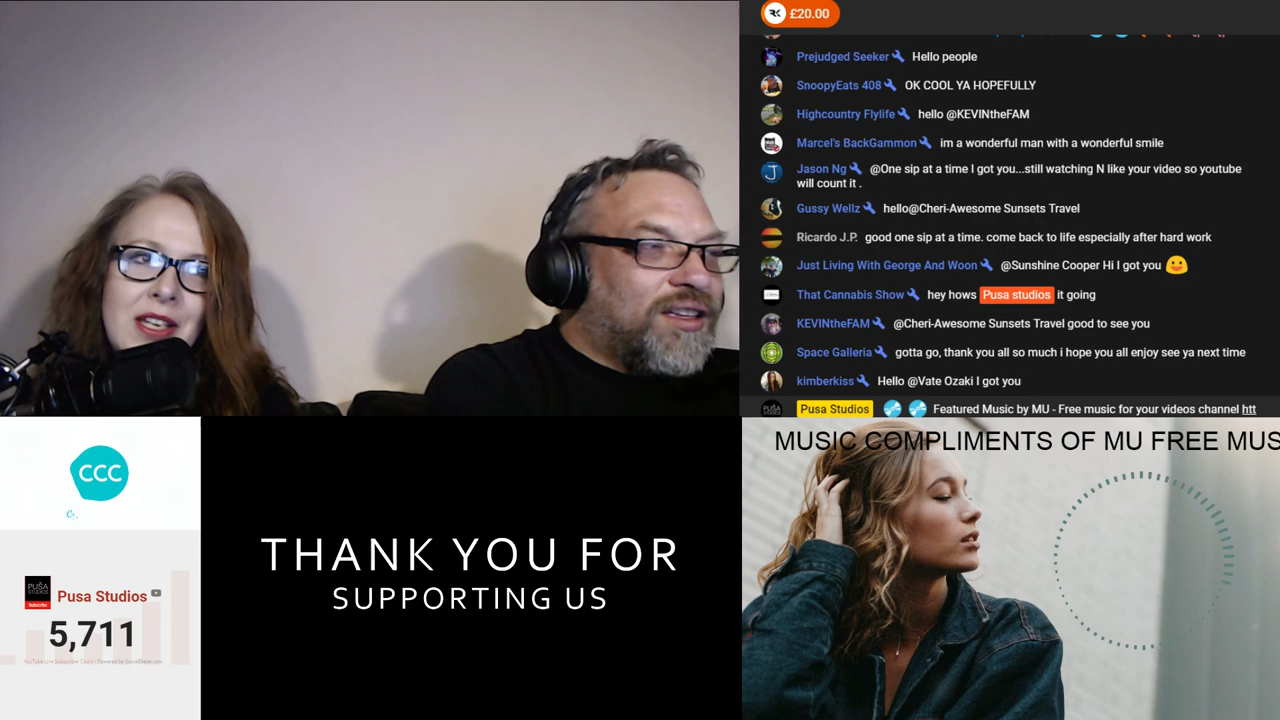 £20.00
Prejudged Seeker Hello people
SnoopyEats 408 OK COOL YA HOPEFULLY
Highcountry Flylife hello @KEVINtheFAM
Marcel's BackGammon im a wonderful man with a wonderful smile
Jason Ng @One sip at a time I got you...still watching N like your video so youtube
will count it .
Gussy Wellz hello@Cheri-Awesome Sunsets Travel
Ricardo J.P. good one sip at a time. come back to life especially after hard work
Just Living With George And Woon @Sunshine Cooper Hi I got you
That Cannabis Show hey hows Pusa studios it going
KEVINtheFAM @Cheri-Awesome Sunsets Travel good to see you
Space Galleria gotta go, thank you all so much i hope you all enjoy see ya next time
kimberkiss Hello @Vate Ozaki I got you
Pusa Studios Featured Music by MU - Free music for your videos channel htt
CCC
PUŠA
STUDIOS
Subscribe
Pusa Studios
5,711
THANK YOU FOR
SUPPORTING US
MUSIC COMPLIMENTS OF MU FREE MUS